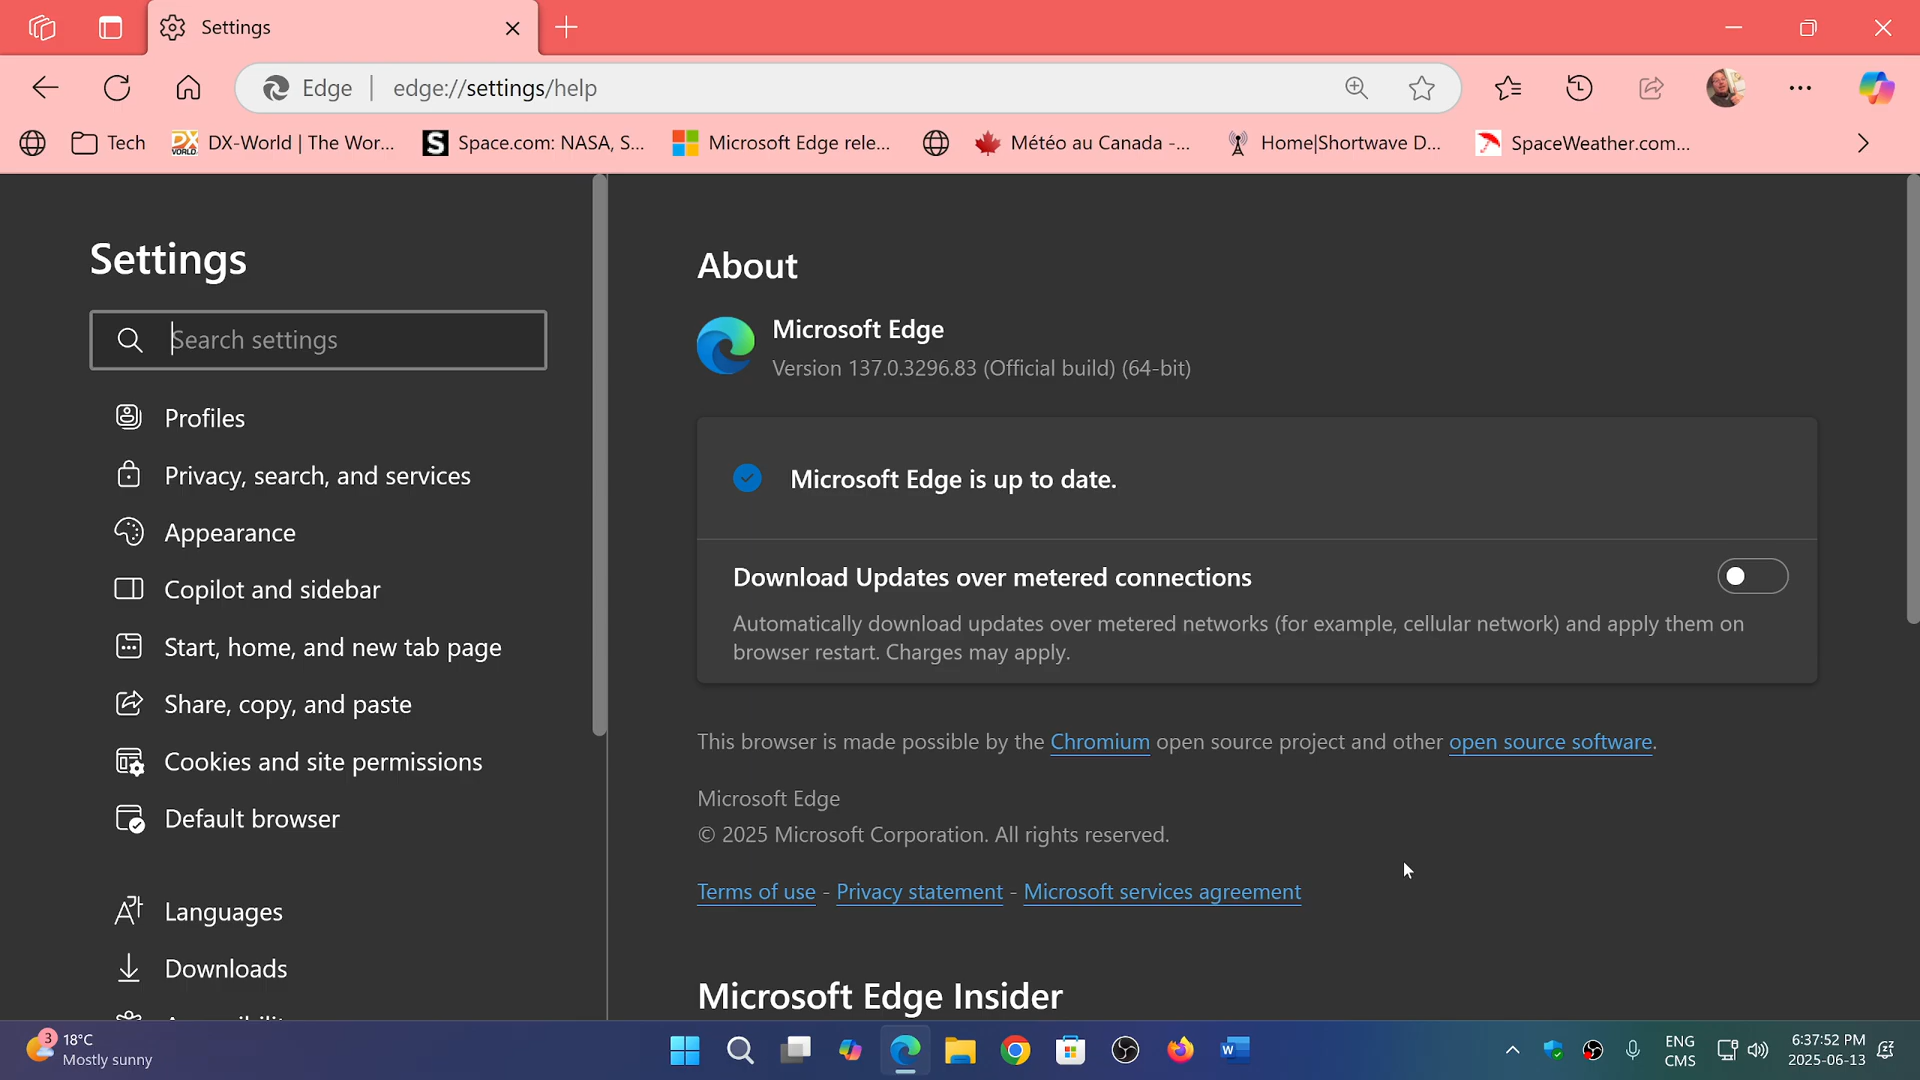 Settings
Edge
edge://settings/help
Tech
DX-World | The Wor...
Space.com: NASA, S...
Microsoft Edge rele...
Météo au Canada -...
Home|Shortwave D...
SpaceWeather.com...
Settings
Search settings
Profiles
Privacy, search, and services
Appearance
Copilot and sidebar
Start, home, and new tab page
Share, copy, and paste
Cookies and site permissions
Default browser
Languages
Downloads
About
Microsoft Edge
Version 137.0.3296.83 (Official build) (64-bit)
Microsoft Edge is up to date.
Download Updates over metered connections
Automatically download updates over metered networks (for example, cellular network) and apply them on
browser restart. Charges may apply.
This browser is made possible by the Chromium open source project and other open source software.
Microsoft Edge
© 2025 Microsoft Corporation. All rights reserved.
Terms of use - Privacy statement - Microsoft services agreement
Microsoft Edge Insider
3
18°C
Mostly sunny
ENG
CMS
6:37:52 PM
2025-06-13